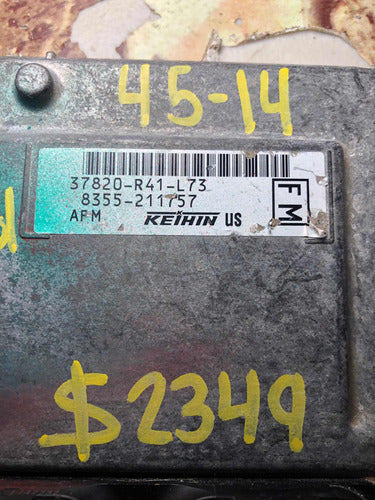 45-14
37820-R41-L73
8355-211757
AFM KEIHIN US
FM
$2349